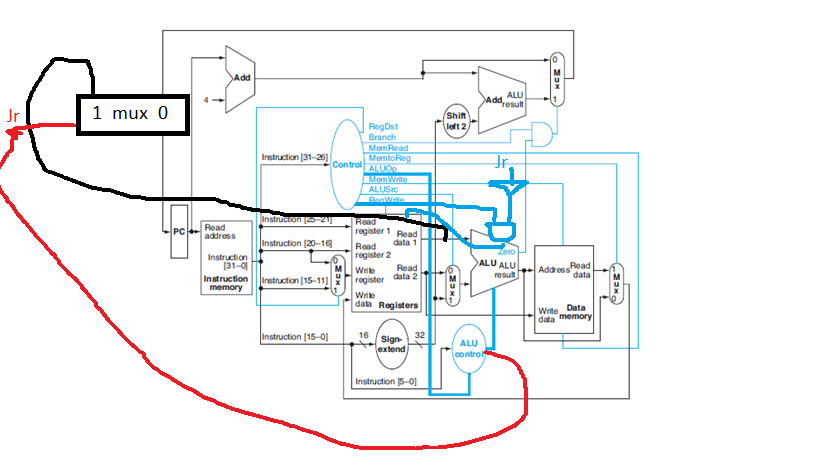 0
M
u
x
1
Add
ALU
Add result
4
Shift
left 2
1 mux 0
Jr
RegDst
Branch
MemRead
MemtoReg
ALUOp
MemWrite
ALUSrc
RegWrite
Control
Jr
Instruction [31–26]
Instruction [25–21]
Instruction [20–16]
Instruction [15–11]
Instruction [15–0]
Instruction [5–0]
PC
Read
address
Instruction
[31–0]
Instruction
memory
0
M
u
x
1
Read
register 1
Read
register 2
Write
register
Write
data
Read
data 1
Read
data 2
Registers
0
M
u
x
1
Zero
ALU ALU
result
Address
Read
data
Write
data
Data
memory
1
M
u
x
0
16
Sign-
extend
32
ALU
control